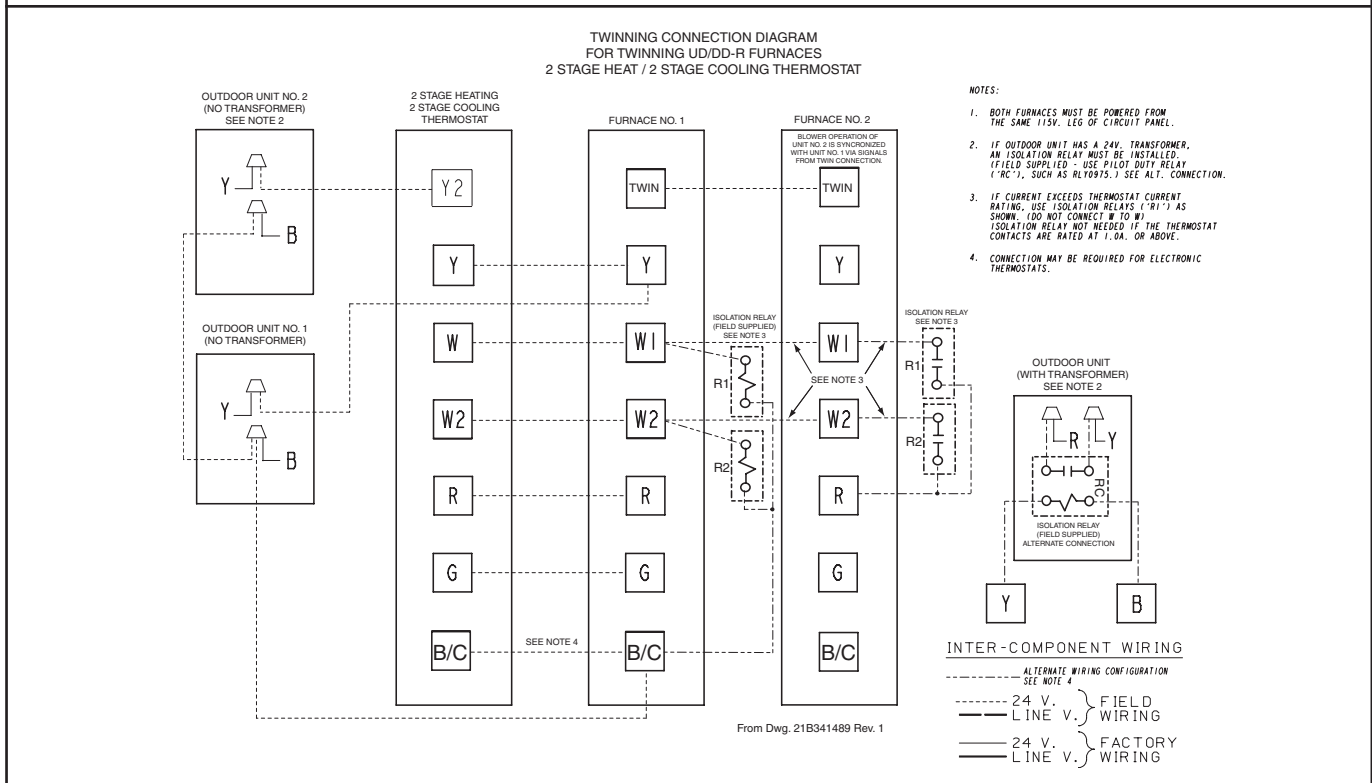 TWINNING CONNECTION DIAGRAM
FOR TWINNING UD/DD-R FURNACES
2 STAGE HEAT / 2 STAGE COOLING THERMOSTAT
OUTDOOR UNIT NO. 2
(NO TRANSFORMER)
SEE NOTE 2
Y
B
OUTDOOR UNIT NO. 1
(NO TRANSFORMER)
Y
B
2 STAGE HEATING
2 STAGE COOLING
THERMOSTAT
Y2
Y
W
W2
R
G
B/C
SEE NOTE 4
FURNACE NO. 1
TWIN
Y
W1
W2
R
G
B/C
ISOLATION RELAY
(FIELD SUPPLIED)
SEE NOTE 3
R1
R2
FURNACE NO. 2
BLOWER OPERATION OF
UNIT NO. 2 IS SYNCRONIZED
WITH UNIT NO. 1 VIA SIGNALS
FROM TWIN CONNECTION.
TWIN
Y
W1
SEE NOTE 3
W2
R
G
B/C
ISOLATION RELAY
SEE NOTE 3
R1
R2
NOTES:
1. BOTH FURNACES MUST BE POWERED FROM
THE SAME 115V. LEG OF CIRCUIT PANEL.
2. IF OUTDOOR UNIT HAS A 24V. TRANSFORMER,
AN ISOLATION RELAY MUST BE INSTALLED.
(FIELD SUPPLIED - USE PILOT DUTY RELAY
('RC'), SUCH AS RLY0975.) SEE ALT. CONNECTION.
3. IF CURRENT EXCEEDS THERMOSTAT CURRENT
RATING, USE ISOLATION RELAYS ('R1') AS
SHOWN. (DO NOT CONNECT W TO W)
ISOLATION RELAY NOT NEEDED IF THE THERMOSTAT
CONTACTS ARE RATED AT 1.0A. OR ABOVE.
4. CONNECTION MAY BE REQUIRED FOR ELECTRONIC
THERMOSTATS.
OUTDOOR UNIT
(WITH TRANSFORMER)
SEE NOTE 2
R
Y
RC
ISOLATION RELAY
(FIELD SUPPLIED)
ALTERNATE CONNECTION
Y
B
INTER-COMPONENT WIRING
ALTERNATE WIRING CONFIGURATION
SEE NOTE 4
24 V. FIELD
LINE V. WIRING
24 V. FACTORY
LINE V. WIRING
From Dwg. 21B341489 Rev. 1